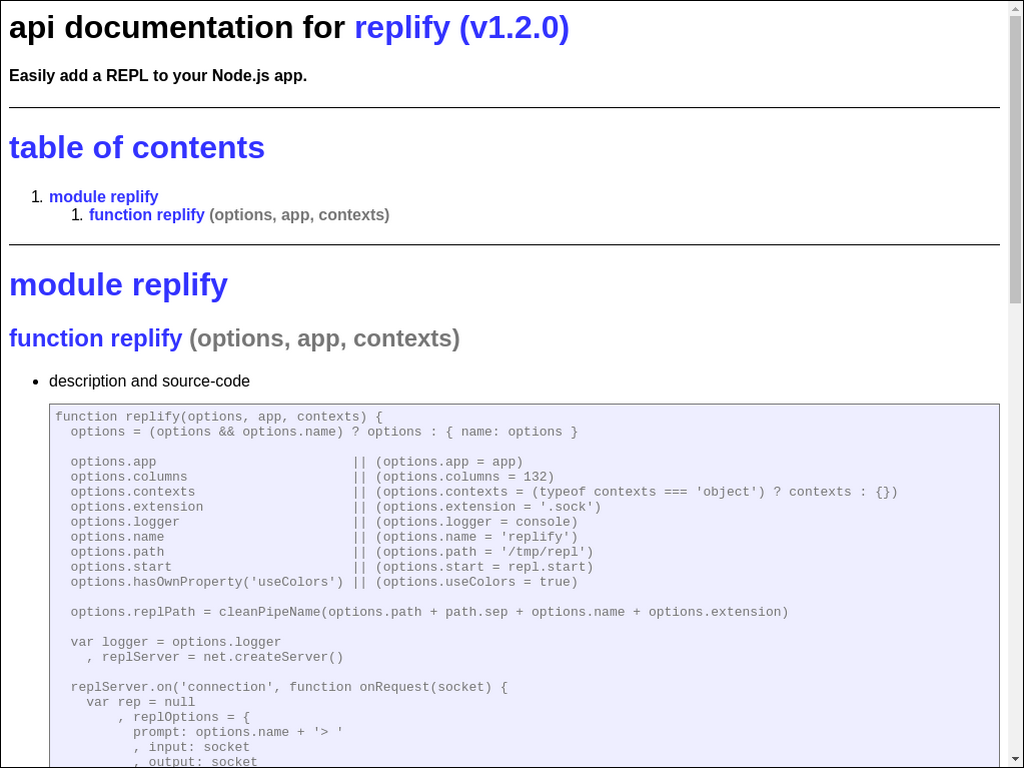 api documentation for replify (v1.2.0)
Easily add a REPL to your Node.js app.
table of contents
1. module replify
1. function replify (options, app, contexts)
module replify
function replify (options, app, contexts)
• description and source-code
function replify(options, app, contexts) {
  options = (options && options.name) ? options : { name: options }
  options.app                         || (options.app = app)
  options.columns                     || (options.columns = 132)
  options.contexts                    || (options.contexts = (typeof contexts === 'object') ? contexts : {})
  options.extension                   || (options.extension = '.sock')
  options.logger                      || (options.logger = console)
  options.name                        || (options.name = 'replify')
  options.path                        || (options.path = '/tmp/repl')
  options.start                       || (options.start = repl.start)
  options.hasOwnProperty('useColors') || (options.useColors = true)
  options.replPath = cleanPipeName(options.path + path.sep + options.name + options.extension)
  var logger = options.logger
    , replServer = net.createServer()
  replServer.on('connection', function onRequest(socket) {
    var rep = null
        , replOptions = {
          prompt: options.name + '> '
          , input: socket
          , output: socket